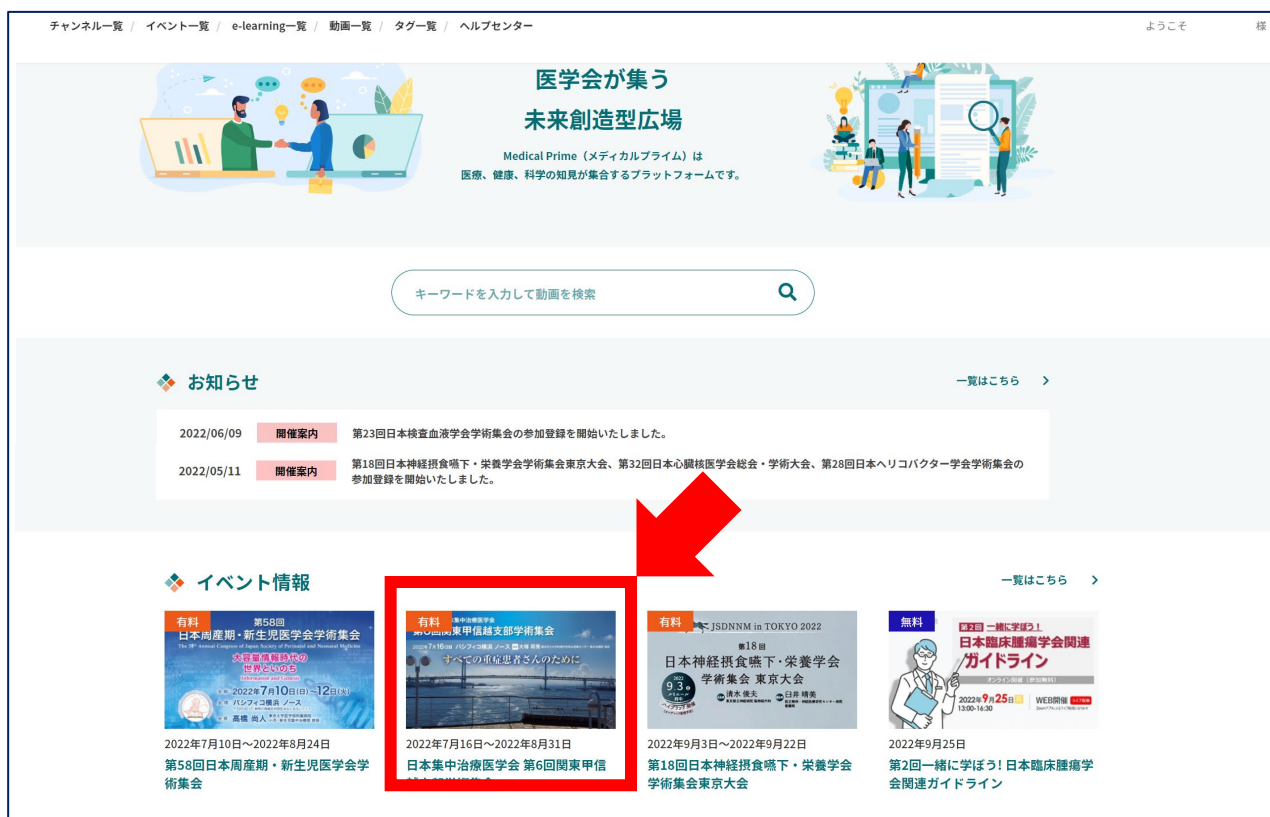 チャンネル一覧 / イベント一覧 / e-learning一覧 / 動画一覧 / タグ一覧 / ヘルプセンター
ようこそ 様
医学会が集う
未来創造型広場
Medical Prime（メディカルプライム）は
医療、健康、科学の知見が集合するプラットフォームです。
キーワードを入力して動画を検索
お知らせ
一覧はこちら
2022/06/09 開催案内 第23回日本検査血液学会学術集会の参加登録を開始いたしました。
2022/05/11 開催案内 第18回日本神経摂食嚥下・栄養学会学術集会東京大会、第32回日本心臓核医学会総会・学術大会、第28回日本ヘリコバクター学会学術集会の
参加登録を開始いたしました。
イベント情報
一覧はこちら
有料
第58回
日本周産期・新生児医学会学術集会
大容量情報時代の
世界といのち
2022年7月10日(日)~12日(火)
パシフィコ横浜 ノース
高橋 尚人
2022年7月10日～2022年8月24日
第58回日本周産期・新生児医学会学
術集会
有料
関東甲信越支部学術集会
パシフィコ横浜 ノース
すべての重症患者さんのために
2022年7月16日～2022年8月31日
日本集中治療医学会 第6回関東甲信
有料
JSDNNM in TOKYO 2022
第18回
日本神経摂食嚥下・栄養学会
学術集会 東京大会
2022
9.3
清水 俊夫
臼井 晴美
2022年9月3日～2022年9月22日
第18回日本神経摂食嚥下・栄養学会
学術集会東京大会
無料
第2回 一緒に学ぼう!
日本臨床腫瘍学会関連
ガイドライン
オンライン開催（参加無料）
2022年9月25日
13:00-16:30
WEB開催
2022年9月25日
第2回一緒に学ぼう! 日本臨床腫瘍学
会関連ガイドライン